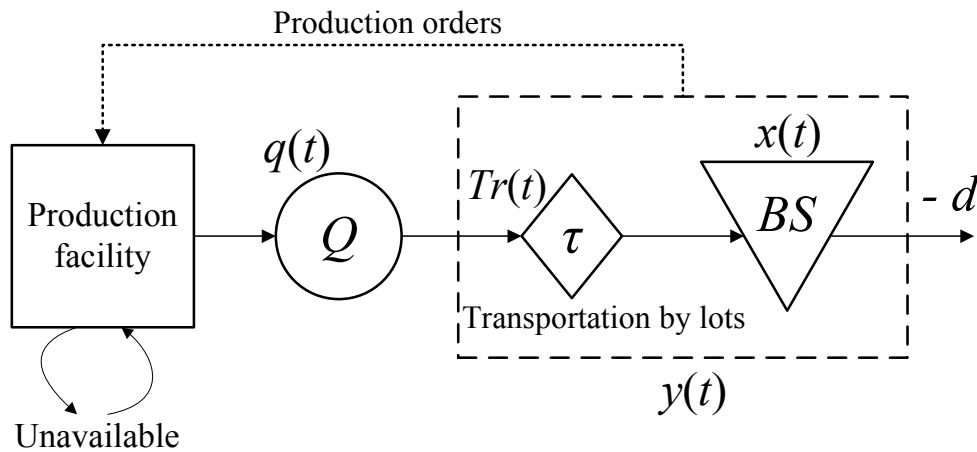 Production orders
q(t)
x(t)
Tr(t)
- d
Production
facility
Q
τ
BS
Transportation by lots
y(t)
Unavailable